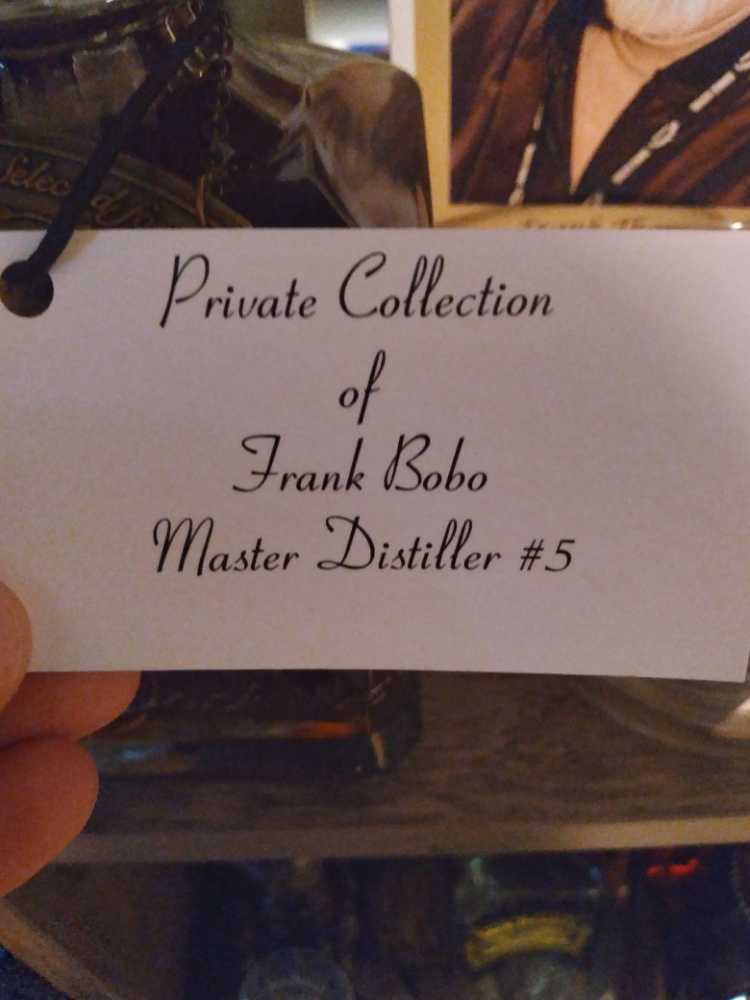 Private Collection
of
Frank Bobo
Master Distiller #5